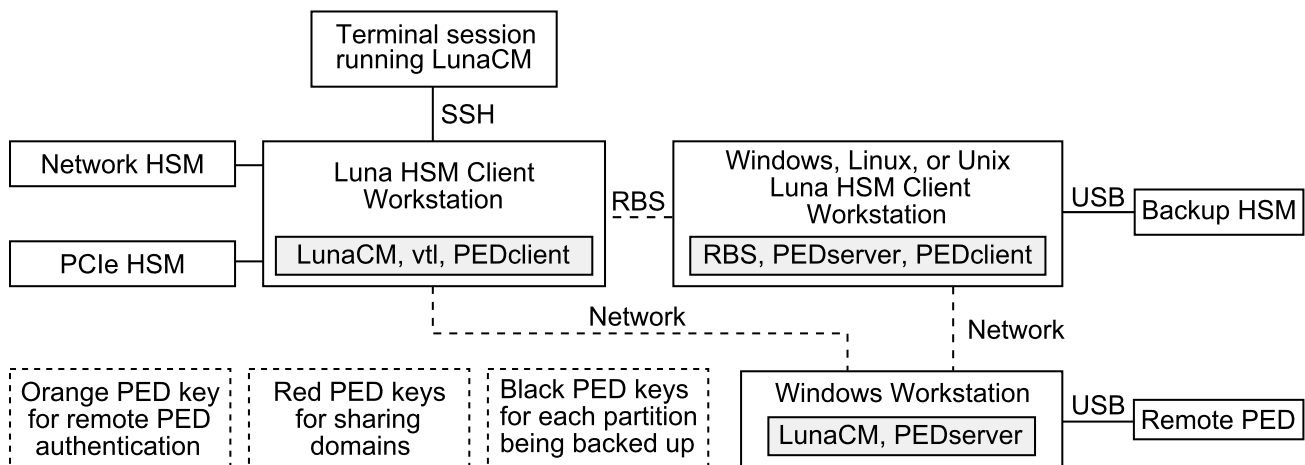 Terminal session
running LunaCM
SSH
Network HSM
PCIe HSM
Luna HSM Client
Workstation
LunaCM, vtl, PEDclient
RBS
Windows, Linux, or Unix
Luna HSM Client
Workstation
RBS, PEDserver, PEDclient
USB
Backup HSM
Network
Network
Orange PED key
for remote PED
authentication
Red PED keys
for sharing
domains
Black PED keys
for each partition
being backed up
Windows Workstation
LunaCM, PEDserver
USB
Remote PED